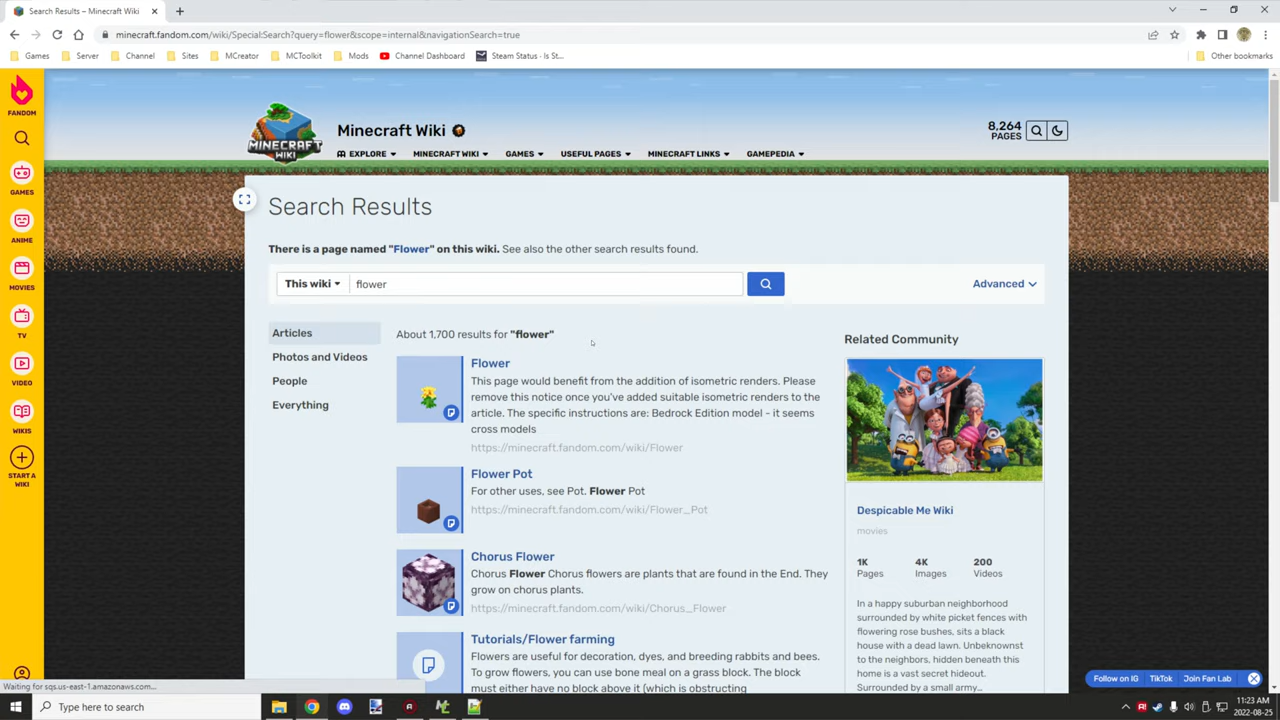 Search Results – Minecraft Wiki
minecraft.fandom.com/wiki/Special:Search?query=flower&scope=internal&navigationSearch=true
Games
Server
Channel
Sites
MCreator
MCToolkit
Mods
Channel Dashboard
Steam Status - Is St...
Other bookmarks
FANDOM
GAMES
ANIME
MOVIES
TV
VIDEO
WIKIS
START A
WIKI
MINECRAFT
WIKI
Minecraft Wiki
8,264
PAGES
EXPLORE
MINECRAFT WIKI
GAMES
USEFUL PAGES
MINECRAFT LINKS
GAMEPEDIA
Search Results
There is a page named "Flower" on this wiki. See also the other search results found.
This wiki
flower
Advanced
Articles
Photos and Videos
People
Everything
About 1,700 results for "flower"
Flower
This page would benefit from the addition of isometric renders. Please
remove this notice once you've added suitable isometric renders to the
article. The specific instructions are: Bedrock Edition model - it seems
cross models
https://minecraft.fandom.com/wiki/Flower
Flower Pot
For other uses, see Pot. Flower Pot
https://minecraft.fandom.com/wiki/Flower_Pot
Chorus Flower
Chorus Flower Chorus flowers are plants that are found in the End. They
grow on chorus plants.
https://minecraft.fandom.com/wiki/Chorus_Flower
Tutorials/Flower farming
Flowers are useful for decoration, dyes, and breeding rabbits and bees.
To grow flowers, you can use bone meal on a grass block. The block
must either have no block above it (which is obstructing
Related Community
Despicable Me Wiki
movies
1K
Pages
4K
Images
200
Videos
In a happy suburban neighborhood
surrounded by white picket fences with
flowering rose bushes, sits a black
house with a dead lawn. Unbeknownst
to the neighbors, hidden beneath this
home is a vast secret hideout.
Surrounded by a small army...
Follow on IG
TikTok
Join Fan Lab
Waiting for sqs.us-east-1.amazonaws.com...
Type here to search
11:23 AM
2022-08-25